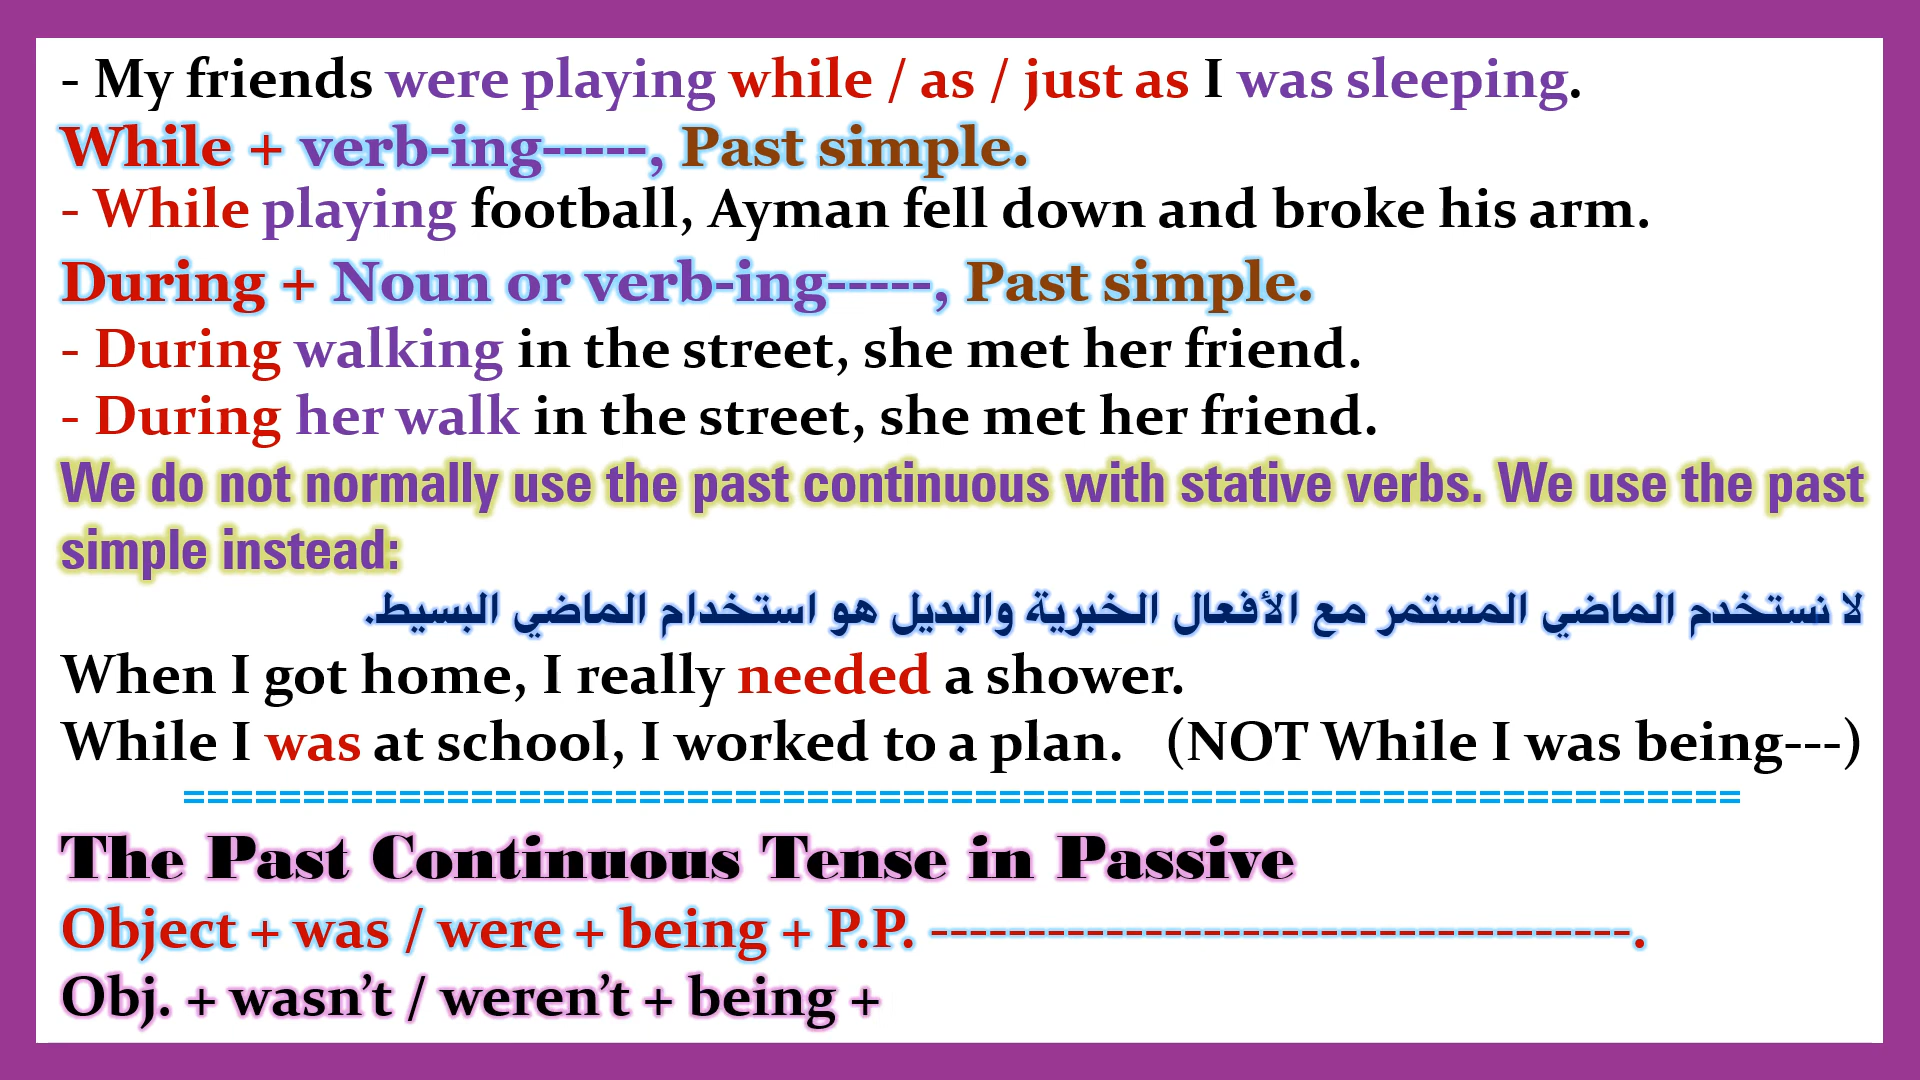 - My friends were playing while / as / just as I was sleeping.
While + verb-ing-----, Past simple.
- While playing football, Ayman fell down and broke his arm.
During + Noun or verb-ing-----, Past simple.
- During walking in the street, she met her friend.
- During her walk in the street, she met her friend.
We do not normally use the past continuous with stative verbs. We use the past
simple instead:
لا نستخدم الماضي المستمر مع الأفعال الخبرية والبديل هو استخدام الماضي البسيط.
When I got home, I really needed a shower.
While I was at school, I worked to a plan. (NOT While I was being---)
=================================================================
The Past Continuous Tense in Passive
Object + was / were + being + P.P. ------------------------------------.
Obj. + wasn’t / weren’t + being +